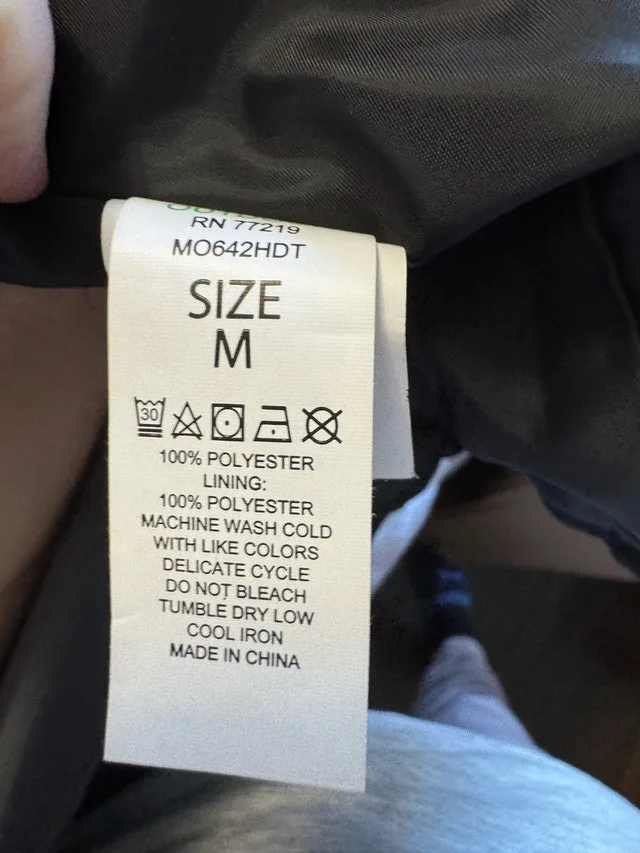 RN 77219
MO642HDT
SIZE
M
30
100% POLYESTER
LINING:
100% POLYESTER
MACHINE WASH COLD
WITH LIKE COLORS
DELICATE CYCLE
DO NOT BLEACH
TUMBLE DRY LOW
COOL IRON
MADE IN CHINA